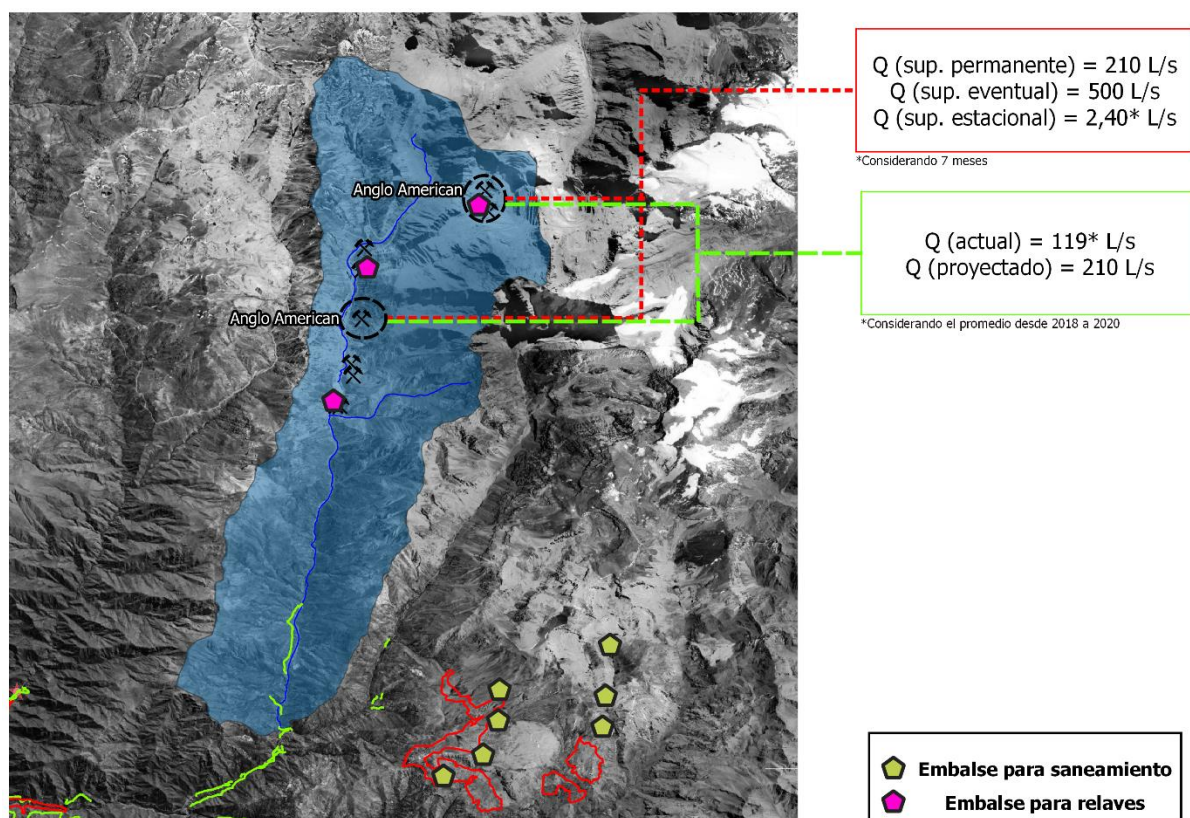 Q (sup. permanente) = 210 L/s
Q (sup. eventual) = 500 L/s
Q (sup. estacional) = 2,40* L/s
*Considerando 7 meses
Anglo American
Q (actual) = 119* L/s
Q (proyectado) = 210 L/s
*Considerando el promedio desde 2018 a 2020
Anglo American
Embalse para saneamiento
Embalse para relaves